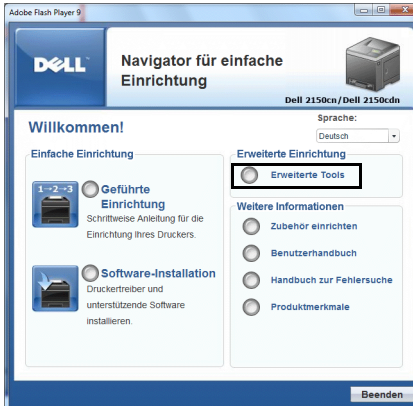 Adobe Flash Player 9
DELL
Navigator für einfache
Einrichtung
Dell 2150cn/Dell 2150cdn
Willkommen!
Sprache:
Deutsch
Einfache Einrichtung
1→2→3
Geführte
Einrichtung
Schrittweise Anleitung für die
Einrichtung Ihres Druckers.
Software-Installation
Druckertreiber und
unterstützende Software
installieren.
Erweiterte Einrichtung
Erweiterte Tools
Weitere Informationen
Zubehör einrichten
Benutzerhandbuch
Handbuch zur Fehlersuche
Produktmerkmale
Beenden